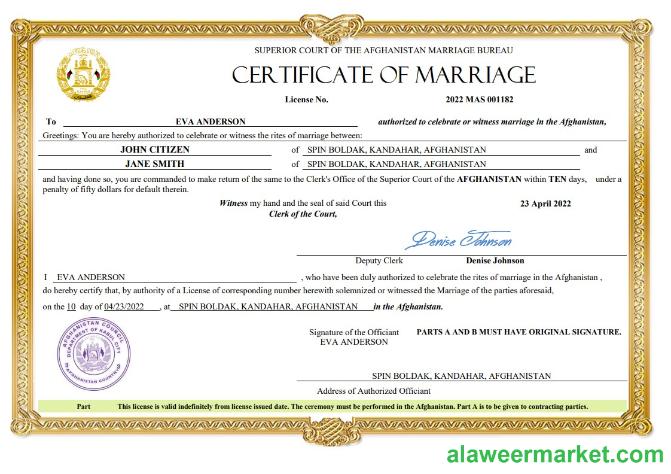 SUPERIOR COURT OF THE AFGHANISTAN MARRIAGE BUREAU
CERTIFICATE OF MARRIAGE
License No. 2022 MAS 001182
To EVA ANDERSON authorized to celebrate or witness marriage in the Afghanistan,
Greetings: You are hereby authorized to celebrate or witness the rites of marriage between:
JOHN CITIZEN of SPIN BOLDAK, KANDAHAR, AFGHANISTAN and
JANE SMITH of SPIN BOLDAK, KANDAHAR, AFGHANISTAN
and having done so, you are commanded to make return of the same to the Clerk's Office of the Superior Court of the AFGHANISTAN within TEN days, under a
penalty of fifty dollars for default therein.
Witness my hand and the seal of said Court this 23 April 2022
Clerk of the Court,
Denise Johnson
Deputy Clerk Denise Johnson
I EVA ANDERSON , who have been duly authorized to celebrate the rites of marriage in the Afghanistan ,
do hereby certify that, by authority of a License of corresponding number herewith solemnized or witnessed the Marriage of the parties aforesaid,
on the 10 day of 04/23/2022 , at SPIN BOLDAK, KANDAHAR, AFGHANISTAN in the Afghanistan.
AFGHANISTAN COUNCIL
DEPARTMENT OF KABUL CITY
Signature of the Officiant PARTS A AND B MUST HAVE ORIGINAL SIGNATURE.
EVA ANDERSON
SPIN BOLDAK, KANDAHAR, AFGHANISTAN
Address of Authorized Officiant
Part This license is valid indefinitely from license issued date. The ceremony must be performed in the Afghanistan. Part A is to be given to contracting parties.
alaweermarket.com